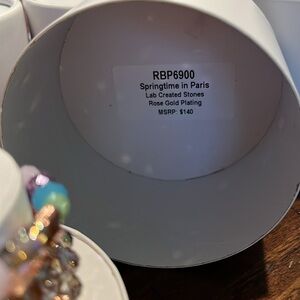 RBP6900
Springtime in Paris
Lab Created Stones
Rose Gold Plating
MSRP: $140